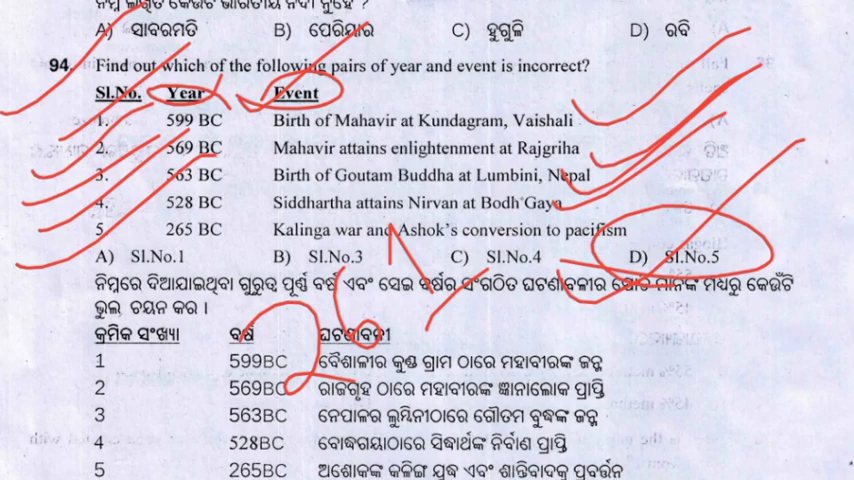 ନିମ୍ନ ଲିଖିତ କେଉଁଟି ଭାରତୀୟ ନଦୀ ନୁହେଁ ?
A) ସାବରମତି B) ପେରିୟାର C) ହୁଗୁଳି D) ରବି
94. Find out which of the following pairs of year and event is incorrect?
Sl.No. Year Event
1. 599 BC Birth of Mahavir at Kundagram, Vaishali
2. 569 BC Mahavir attains enlightenment at Rajgriha
3. 563 BC Birth of Goutam Buddha at Lumbini, Nepal
4. 528 BC Siddhartha attains Nirvan at Bodh Gaya
5. 265 BC Kalinga war and Ashok's conversion to pacifism
A) Sl.No.1 B) Sl.No.3 C) Sl.No.4 D) Sl.No.5
ନିମ୍ନରେ ଦିଆଯାଇଥିବା ଗୁରୁତ୍ୱ ପୂର୍ଣ୍ଣ ବର୍ଷ ଏବଂ ସେଇ ବର୍ଷର ସଂଗଠିତ ଘଟଣାବଳୀର ମାନଙ୍କ ମଧ୍ୟରୁ କେଉଁଟି
ଭୁଲ ଚୟନ କର ।
କ୍ରମିକ ସଂଖ୍ୟା ବର୍ଷ ଘଟଣାବଳୀ
1 599BC ବୈଶାଳୀର କୁଣ୍ଡ ଗ୍ରାମ ଠାରେ ମହାବୀରଙ୍କ ଜନ୍ମ
2 569BC ରାଜଗୃହ ଠାରେ ମହାବୀରଙ୍କ ଜ୍ଞାନାଲୋକ ପ୍ରାପ୍ତି
3 563BC ନେପାଳର ଲୁମ୍ବିନୀଠାରେ ଗୌତମ ବୁଦ୍ଧଙ୍କ ଜନ୍ମ
4 528BC ବୋଦ୍ଧଗୟାଠାରେ ସିଦ୍ଧାର୍ଥଙ୍କ ନିର୍ବାଣ ପ୍ରାପ୍ତି
5 265BC ଅଶୋକଙ୍କ କଳିଙ୍ଗ ଯୁଦ୍ଧ ଏବଂ ଶାନ୍ତିବାଦକୁ ପ୍ରବର୍ତ୍ତନ